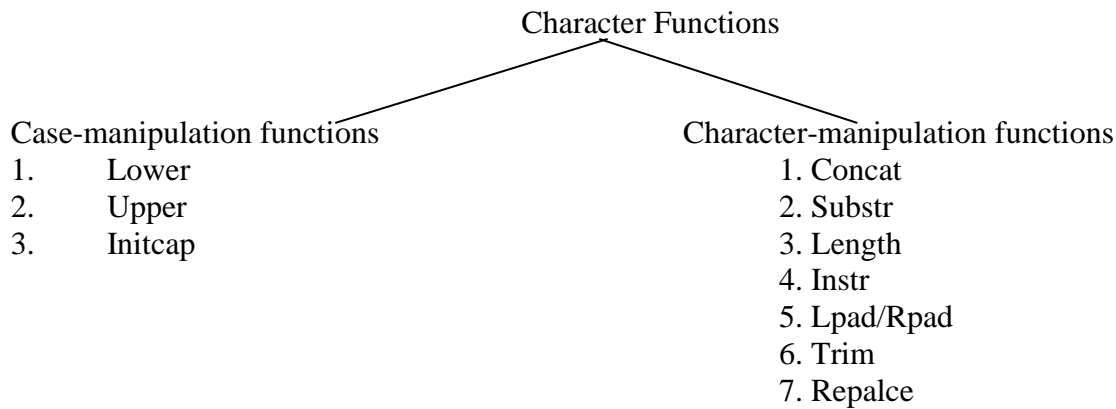 Character Functions
Case-manipulation functions
1. Lower
2. Upper
3. Initcap
Character-manipulation functions
1. Concat
2. Substr
3. Length
4. Instr
5. Lpad/Rpad
6. Trim
7. Repalce